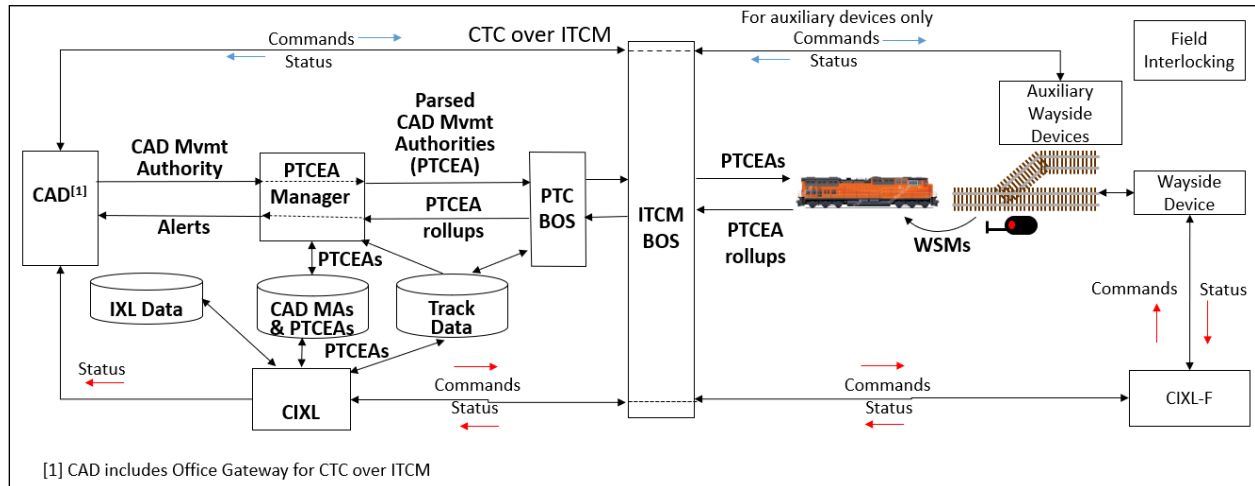 For auxiliary devices only
Commands
CTC over ITCM
Commands
Status
Status
Field
Interlocking
Auxiliary
Wayside
Devices
Parsed
CAD Mvmt
Authorities
(PTCEA)
CAD Mvmt
Authority
CAD[1]
PTCEA
Manager
PTC
BOS
ITCM
BOS
PTCEAs
Wayside
Device
Alerts
PTCEA
rollups
PTCEA
rollups
WSMs
PTCEAs
IXL Data
CAD MAs
& PTCEAs
Track
Data
PTCEAs
Commands
Status
Status
CIXL
Commands
Status
Commands
Status
CIXL-F
[1] CAD includes Office Gateway for CTC over ITCM